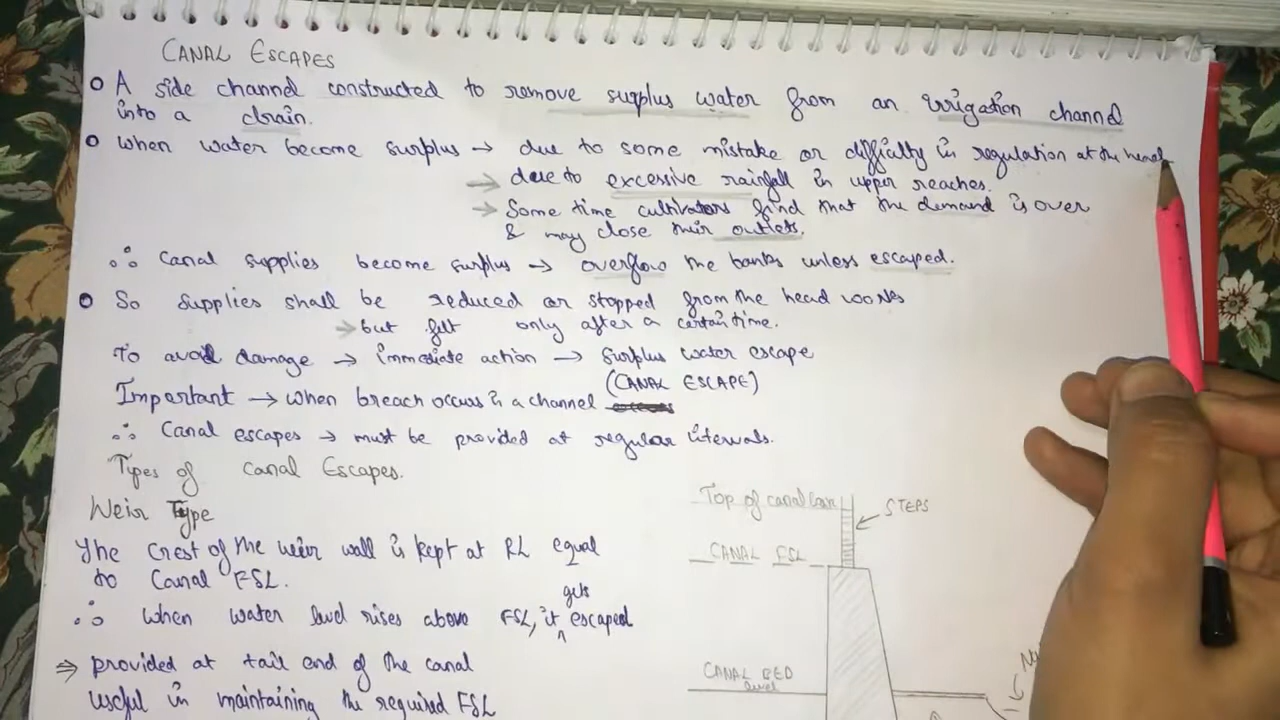 CANAL ESCAPES
o A side channel constructed to remove surplus water from an irrigation channel
into a drain.
o when water become surplus → due to some mistake or difficlty in regulation at the head
→ due to excessive rainfall in upper reaches.
→ Some time cultivators find that the demand is over
& may close their outlets.
∴ Canal supplies become surplus → overflow the banks unless escaped.
o So supplies shall be reduced or stopped from the head works
→ but felt only after a certain time.
To avoid damage → immediate action → surplus water escape
(CANAL ESCAPE)
Important → when breach occurs in a channel
∴ Canal escapes → must be provided at regular intervals.
Types of Canal Escapes.
Weir Type
The crest of the weir wall is kept at RL equal
to Canal FSL.
∴ when water level rises above FSL, it gets escaped
⇒ provided at tail end of the canal
useful in maintaining the required FSL
Top of canal bank
STEPS
CANAL FSL
CANAL BED
level